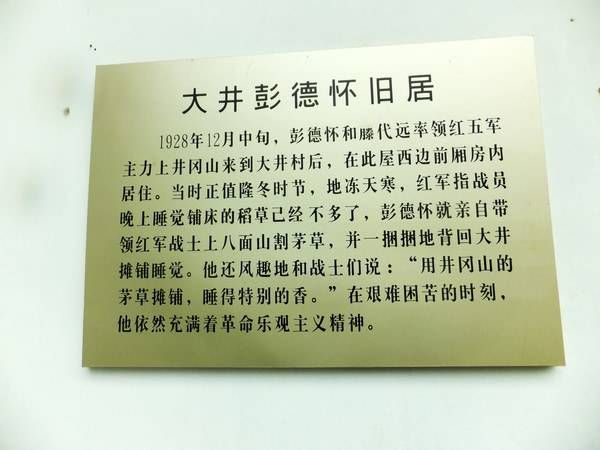 大井彭德怀旧居
1928年12月中旬，彭德怀和滕代远率领红五军
主力上井冈山来到大井村后，在此屋西边前厢房内
居住。当时正值隆冬时节，地冻天寒，红军指战员
晚上睡觉铺床的稻草己经不多了，彭德怀就亲自带
领红军战士上八面山割茅草，并一捆捆地背回大井
摊铺睡觉。他还风趣地和战士们说：“用井冈山的
茅草摊铺，睡得特别的香。”在艰难困苦的时刻，
他依然充满着革命乐观主义精神。